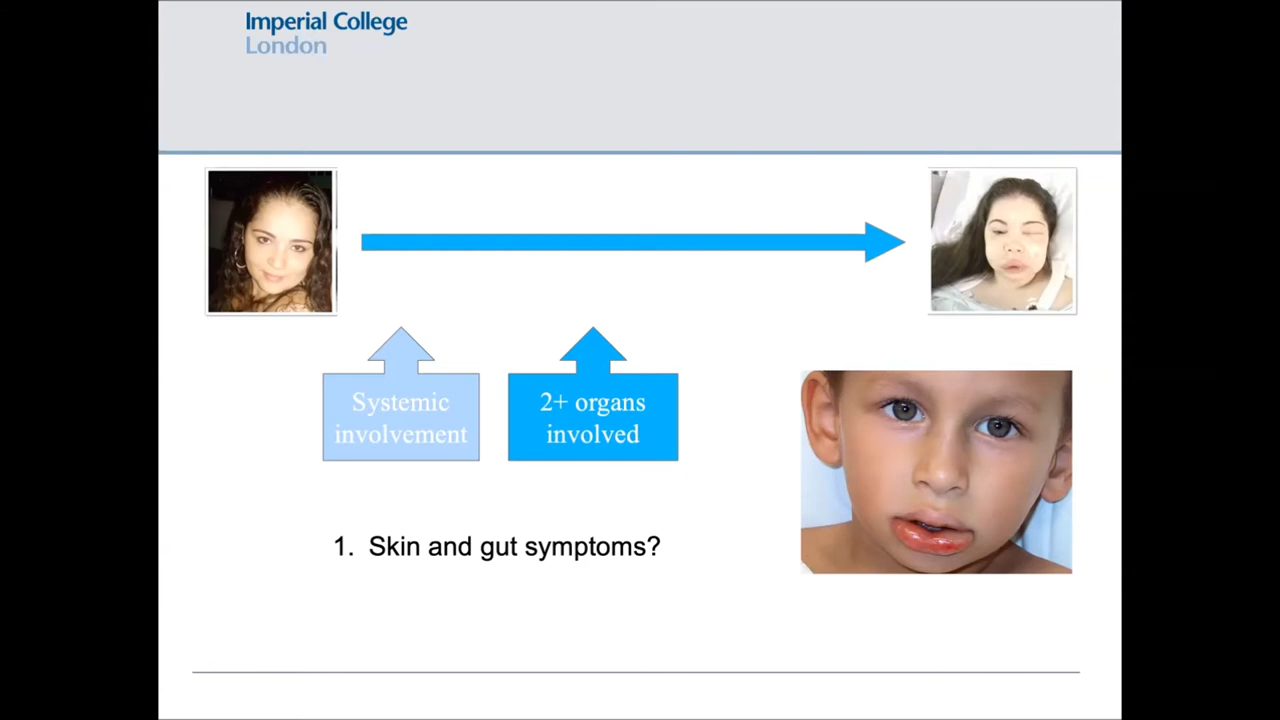 Imperial College
London
Systemic
involvement
2+ organs
involved
1. Skin and gut symptoms?